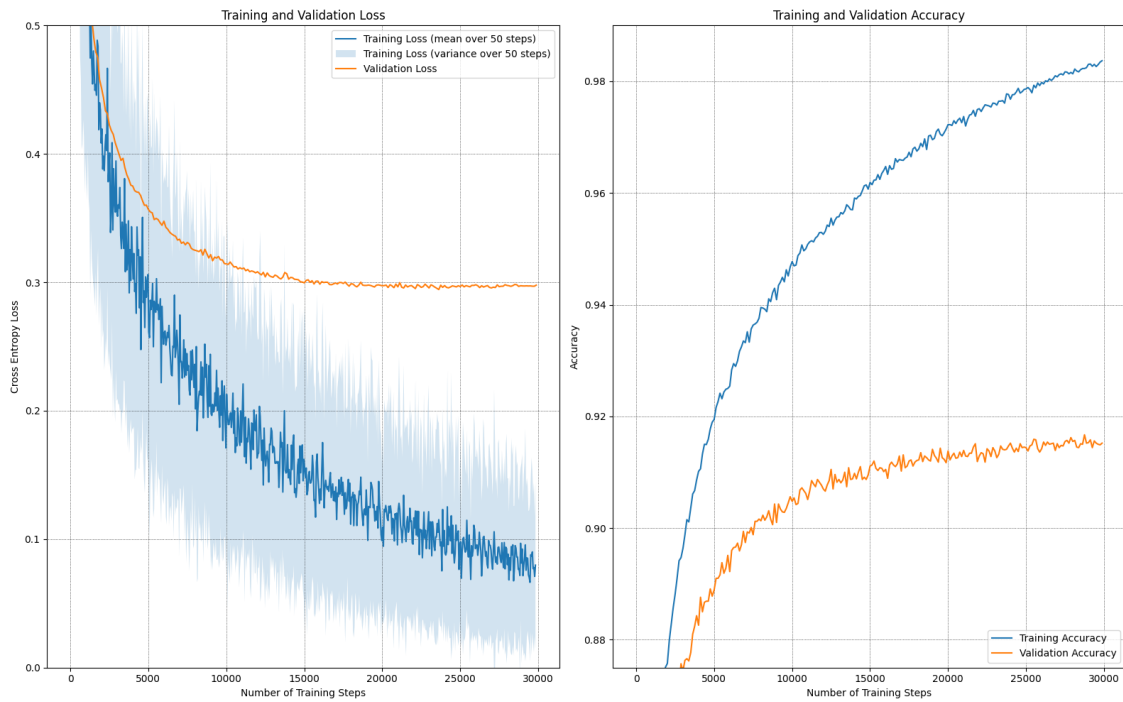 Training and Validation Loss
Training Loss (mean over 50 steps)
Training Loss (variance over 50 steps)
Validation Loss
0.5
0.4
0.3
0.2
0.1
0.0
Cross Entropy Loss
0 5000 10000 15000 20000 25000 30000
Number of Training Steps
Training and Validation Accuracy
0.98
0.96
0.94
0.92
0.90
0.88
Accuracy
Training Accuracy
Validation Accuracy
0 5000 10000 15000 20000 25000 30000
Number of Training Steps